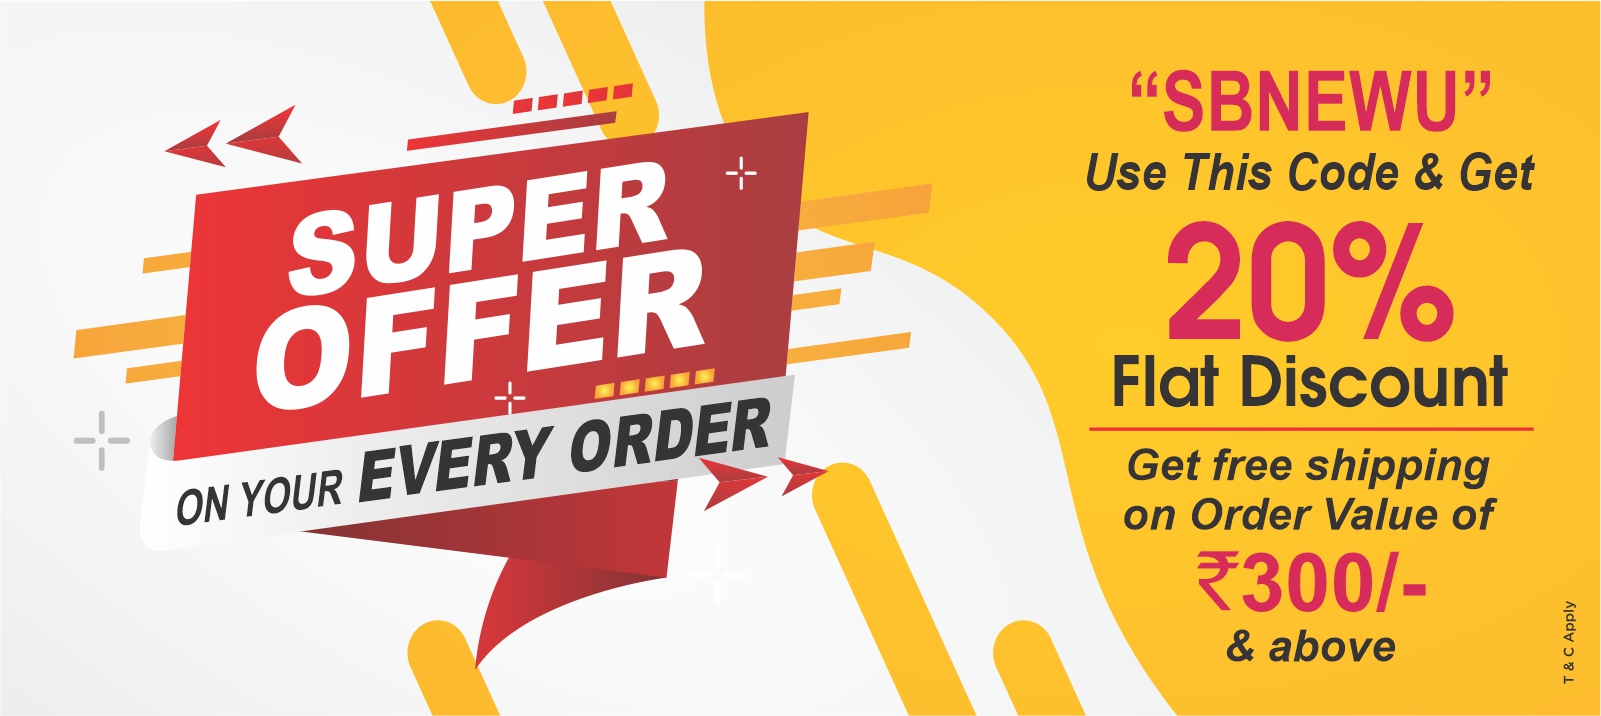 SUPER
OFFER
ON YOUR EVERY ORDER
“SBNEWU”
Use This Code & Get
20%
Flat Discount
Get free shipping
on Order Value of
₹300/-
& above
T & C Apply